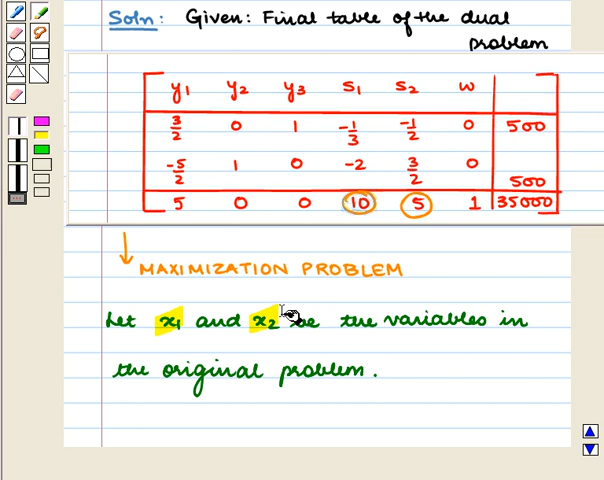 Soln: Given: Final table of the dual
problem
y1 y2 y3 s1 s2 w
3/2 0 1 -1/3 -1/2 0 500
-5/2 1 0 -2 3/2 0 500
5 0 0 10 5 1 35000
MAXIMIZATION PROBLEM
Let x1 and x2 be the variables in
the original problem.